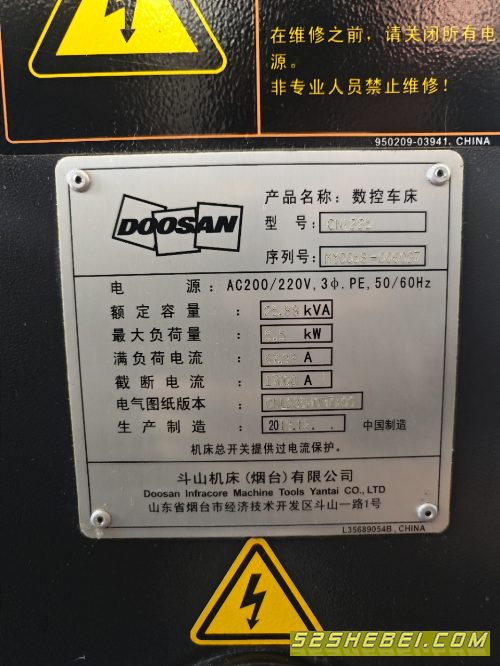 在维修之前，请关闭所有电
源。
非专业人员禁止维修！
950209-03941, CHINA
DOOSAN
产品名称： 数控车床
型 号：
序列号：
电 源：AC200/220V, 3φ. PE, 50/60Hz
额定容量 ： kVA
最大负荷量 ： kW
满负荷电流 ： A
截断电流 ： A
电气图纸版本 ：
生产制造 ： 20 中国制造
机床总开关提供过电流保护。
斗山机床(烟台)有限公司
Doosan Infracore Machine Tools Yantai CO., LTD
山东省烟台市经济技术开发区斗山一路1号
L35689054B, CHINA
52SHEBEI.COM